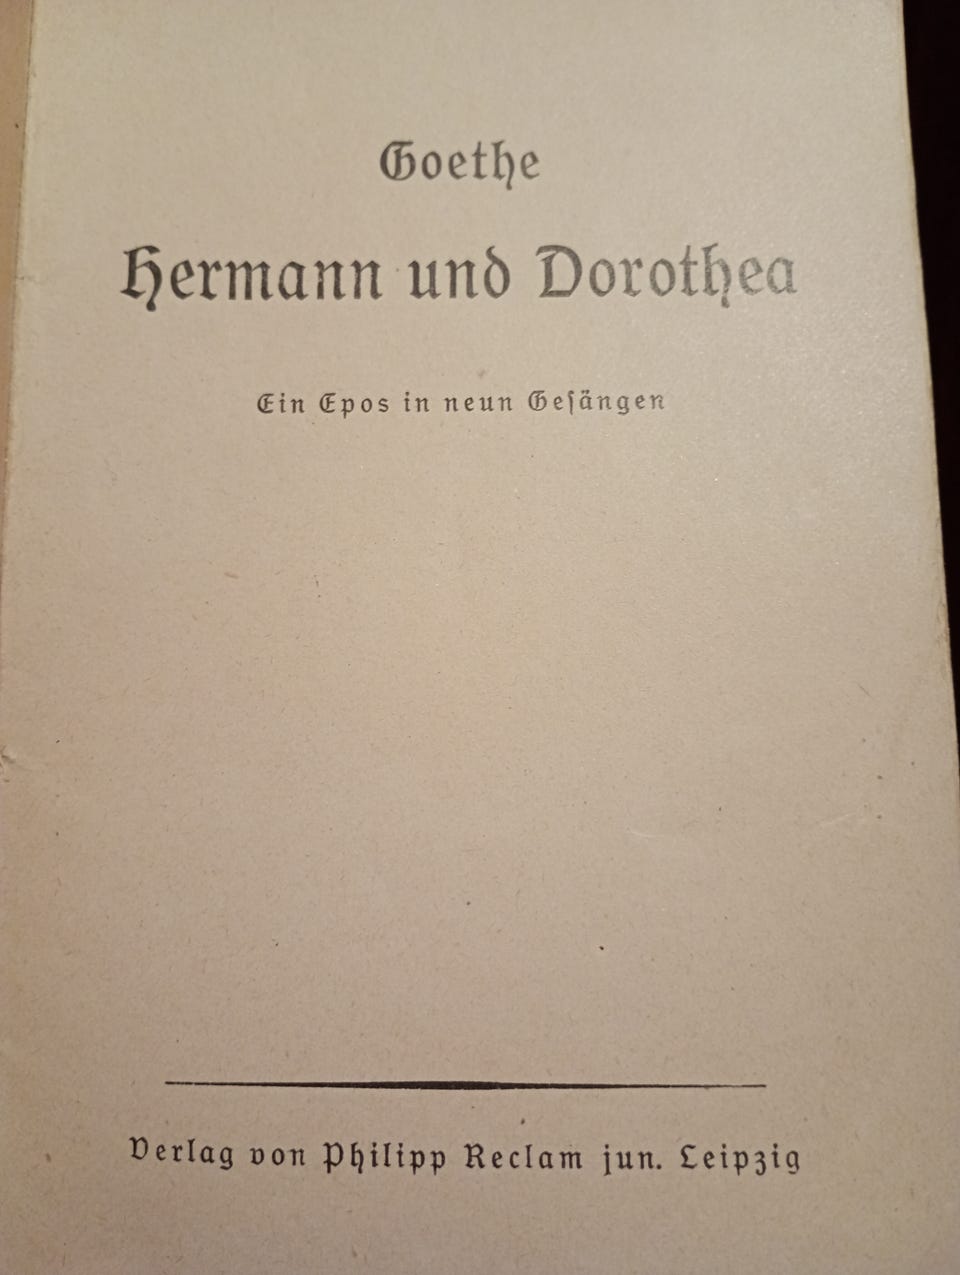 Goethe
Hermann und Dorothea
Ein Epos in neun Geſängen
Verlag von Philipp Reclam jun. Leipzig